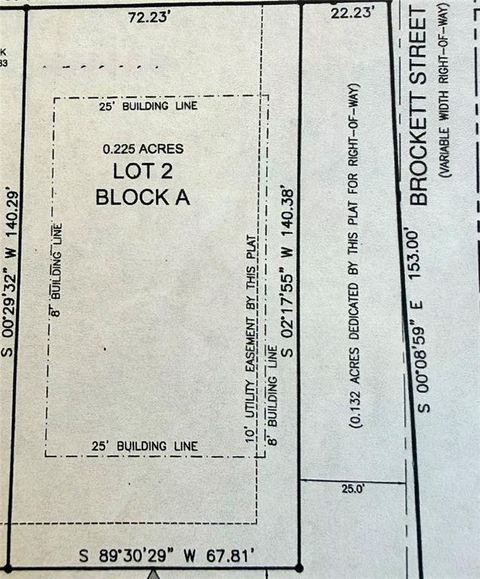 72.23'
22.23'
K
83
25' BUILDING LINE
0.225 ACRES
LOT 2
BLOCK A
S 00°29'32" W 140.29'
8' BUILDING LINE
10' UTILITY EASEMENT BY THIS PLAT
8' BUILDING LINE
S 02°17'55" W 140.38'
(0.132 ACRES DEDICATED BY THIS PLAT FOR RIGHT-OF-WAY)
BROCKETT STREET
(VARIABLE WIDTH RIGHT-OF-WAY)
S 00°08'59" E 153.00'
25' BUILDING LINE
25.0'
S 89°30'29" W 67.81'